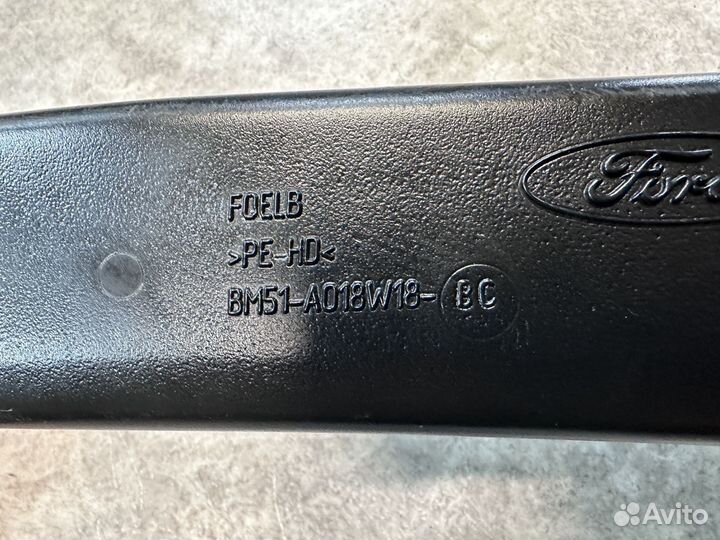 Ford
FOELB
>PE-HD<
BM51-A018W18-BC
Avito